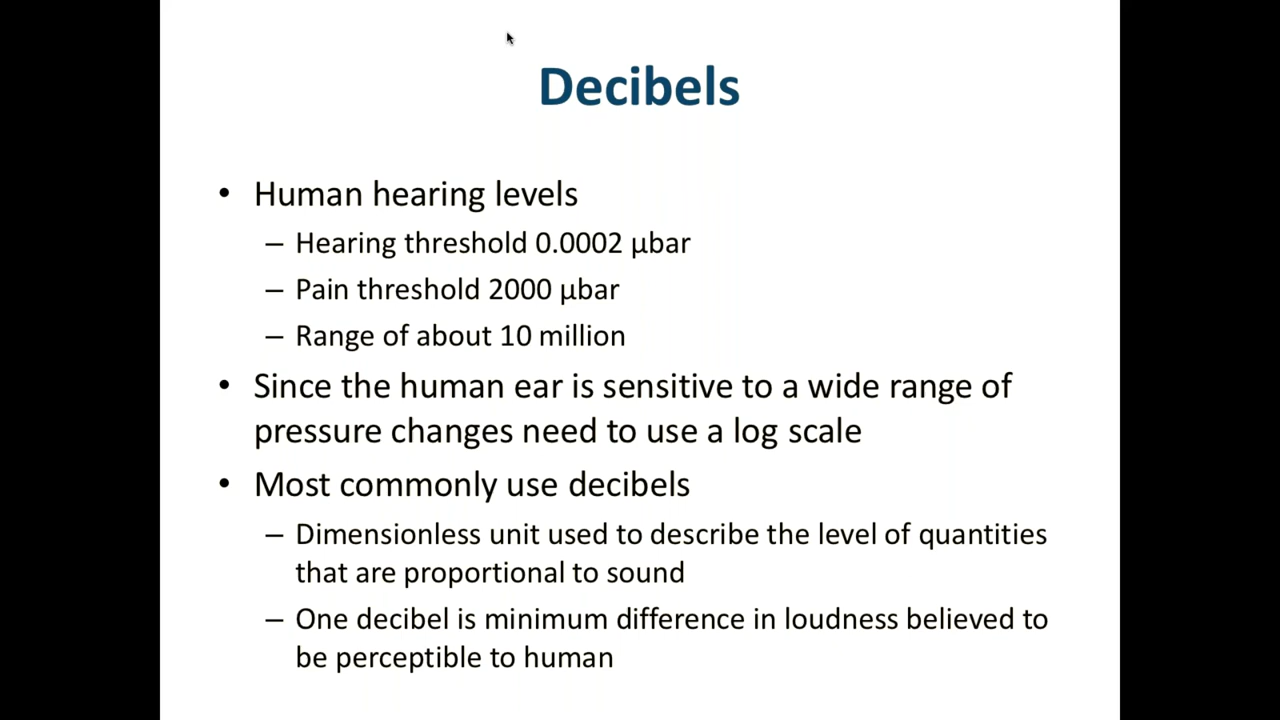 Decibels
• Human hearing levels
– Hearing threshold 0.0002 µbar
– Pain threshold 2000 µbar
– Range of about 10 million
• Since the human ear is sensitive to a wide range of
pressure changes need to use a log scale
• Most commonly use decibels
– Dimensionless unit used to describe the level of quantities
that are proportional to sound
– One decibel is minimum difference in loudness believed to
be perceptible to human